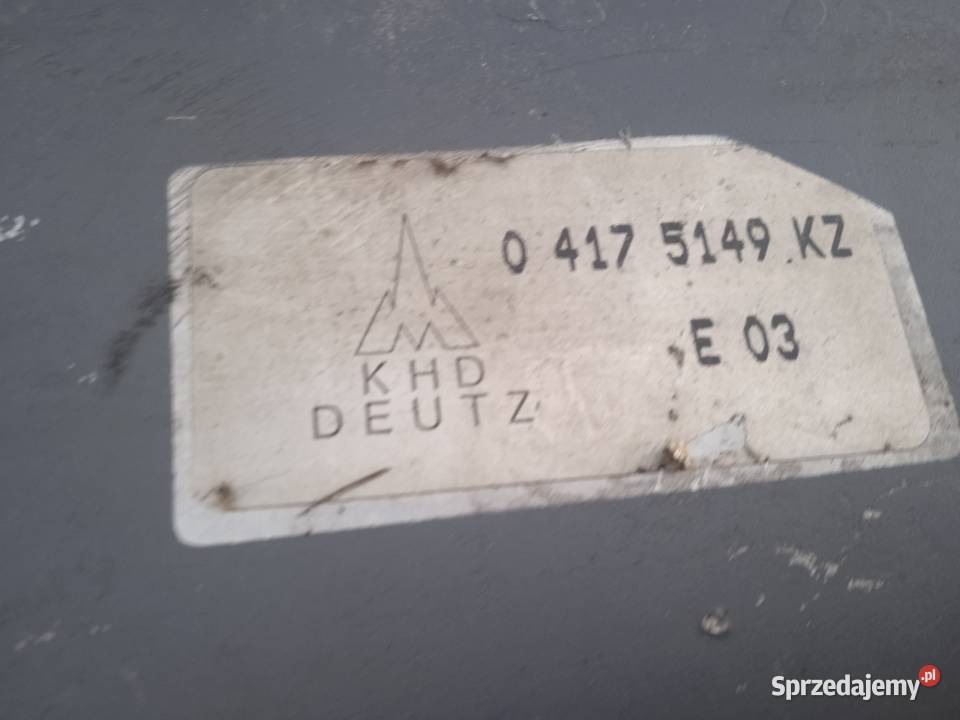 0 417 5149 KZ
E 03
KHD
DEUTZ
Sprzedajemy.pl